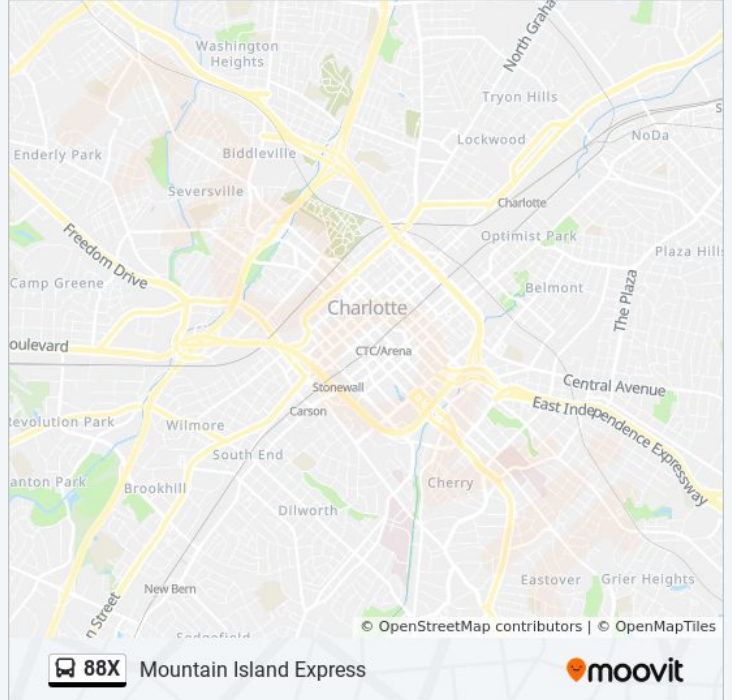 North Graha
Washington
Heights
Tryon Hills
S
Lockwood
NoDa
Enderly Park
Biddleville
Seversville
Charlotte
Optimist Park
Freedom Drive
Plaza Hills
Camp Greene
Belmont
The Plaza
Charlotte
oulevard
CTC/Arena
Stonewall
Central Avenue
East Independence Expressway
Carson
evolution Park
Wilmore
South End
anton Park
Brookhill
Cherry
Dilworth
New Bern
Eastover
Grier Heights
n Street
Sedgefield
© OpenStreetMap contributors | © OpenMapTiles
88X Mountain Island Express
moovit